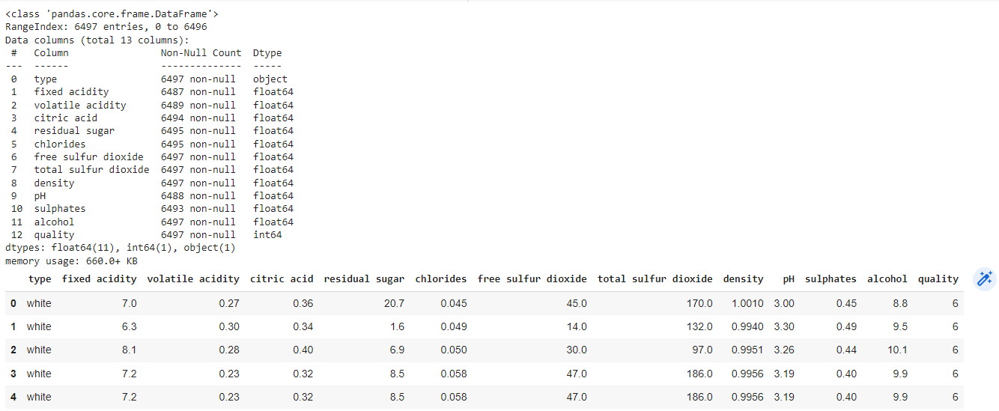 <class 'pandas.core.frame.DataFrame'>
RangeIndex: 6497 entries, 0 to 6496
Data columns (total 13 columns):
 #   Column                Non-Null Count  Dtype
---  ------                --------------  -----
 0   type                  6497 non-null   object
 1   fixed acidity         6487 non-null   float64
 2   volatile acidity      6489 non-null   float64
 3   citric acid           6494 non-null   float64
 4   residual sugar        6495 non-null   float64
 5   chlorides             6495 non-null   float64
 6   free sulfur dioxide   6497 non-null   float64
 7   total sulfur dioxide  6497 non-null   float64
 8   density               6497 non-null   float64
 9   pH                    6488 non-null   float64
 10  sulphates             6493 non-null   float64
 11  alcohol               6497 non-null   float64
 12  quality               6497 non-null   int64
dtypes: float64(11), int64(1), object(1)
memory usage: 660.0+ KB
type fixed acidity volatile acidity citric acid residual sugar chlorides free sulfur dioxide total sulfur dioxide density pH sulphates alcohol quality
0 white 7.0 0.27 0.36 20.7 0.045 45.0 170.0 1.0010 3.00 0.45 8.8 6
1 white 6.3 0.30 0.34 1.6 0.049 14.0 132.0 0.9940 3.30 0.49 9.5 6
2 white 8.1 0.28 0.40 6.9 0.050 30.0 97.0 0.9951 3.26 0.44 10.1 6
3 white 7.2 0.23 0.32 8.5 0.058 47.0 186.0 0.9956 3.19 0.40 9.9 6
4 white 7.2 0.23 0.32 8.5 0.058 47.0 186.0 0.9956 3.19 0.40 9.9 6